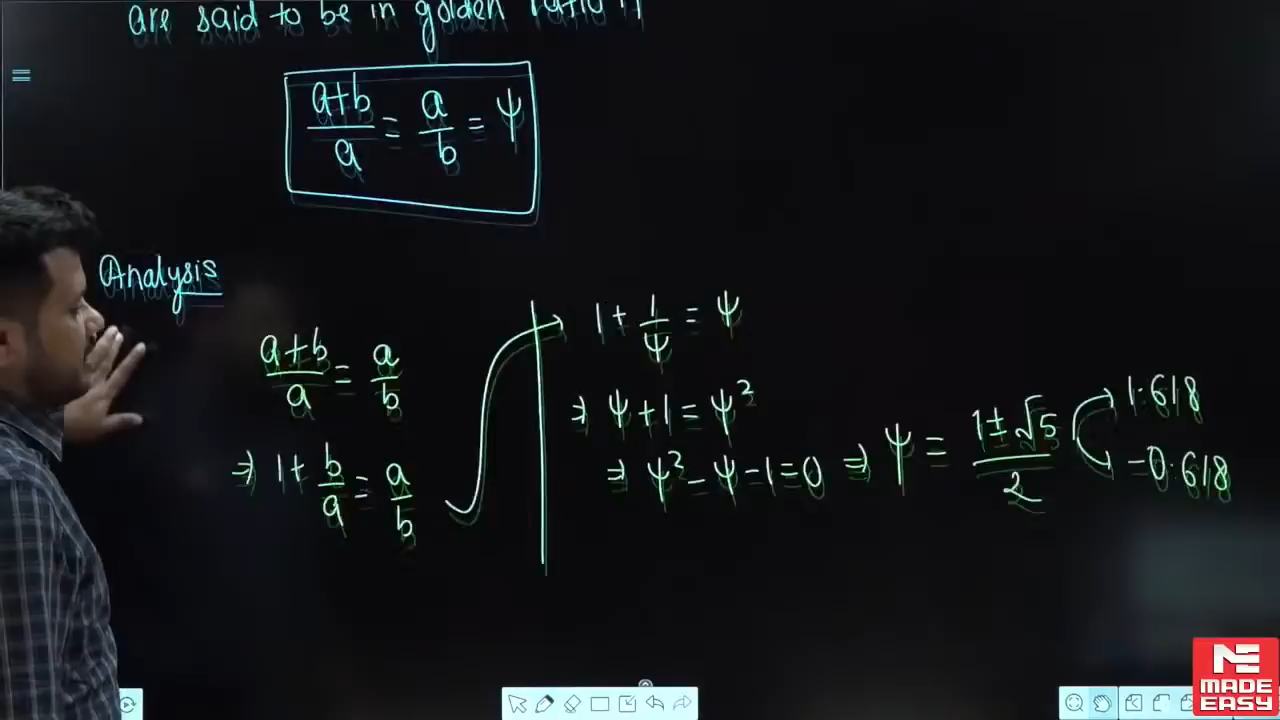 are said to be in golden ratio if
(a+b)/a = a/b = ψ
Analysis
(a+b)/a = a/b
⇒ 1 + b/a = a/b
1 + 1/ψ = ψ
⇒ ψ + 1 = ψ²
⇒ ψ² - ψ - 1 = 0 ⇒ ψ = (1 ± √5)/2
1.618
-0.618
MADE
EASY